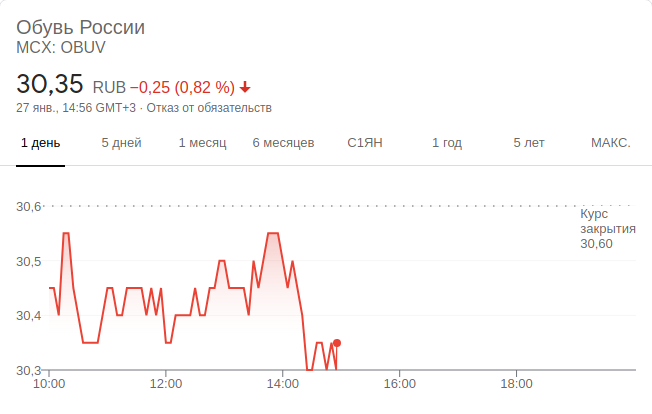 Обувь России
MCX: OBUV
30,35 RUB −0,25 (0,82 %)
27 янв., 14:56 GMT+3 · Отказ от обязательств
1 день 5 дней 1 месяц 6 месяцев С1ЯН 1 год 5 лет МАКС.
30,6
Курс
закрытия
30,60
30,5
30,4
30,3
10:00 12:00 14:00 16:00 18:00